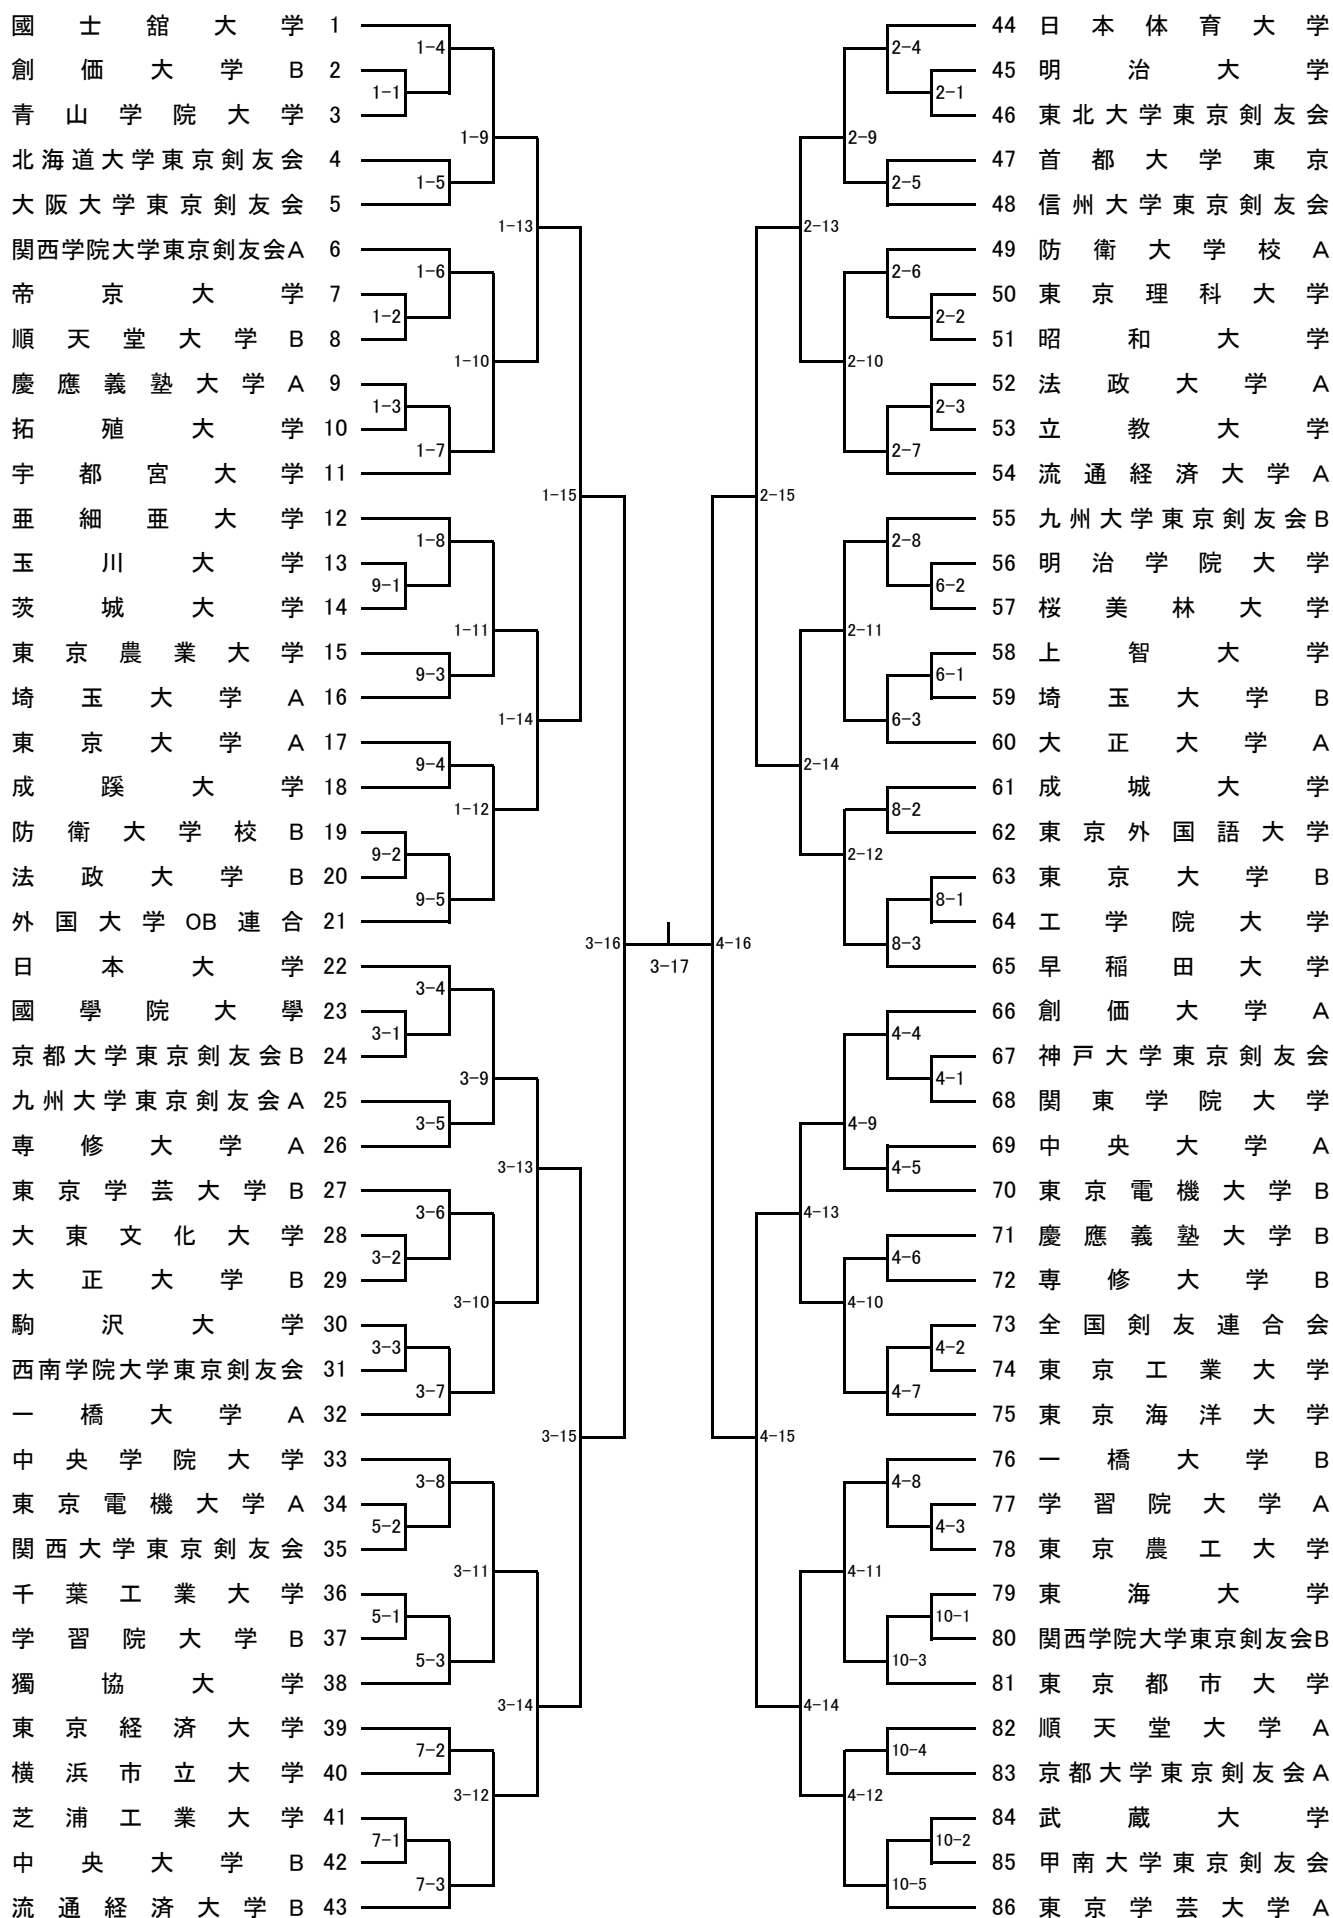 國士舘大学 1
創価大学B 2
青山学院大学 3
北海道大学東京剣友会 4
大阪大学東京剣友会 5
関西学院大学東京剣友会A 6
帝京大学 7
順天堂大学B 8
慶應義塾大学A 9
拓殖大学 10
宇都宮大学 11
亜細亜大学 12
玉川大学 13
茨城大学 14
東京農業大学 15
埼玉大学A 16
東京大学A 17
成蹊大学 18
防衛大学校B 19
法政大学B 20
外国大学OB連合 21
日本大学 22
國學院大學 23
京都大学東京剣友会B 24
九州大学東京剣友会A 25
専修大学A 26
東京学芸大学B 27
大東文化大学 28
大正大学B 29
駒沢大学 30
西南学院大学東京剣友会 31
一橋大学A 32
中央学院大学 33
東京電機大学A 34
関西大学東京剣友会 35
千葉工業大学 36
学習院大学B 37
獨協大学 38
東京経済大学 39
横浜市立大学 40
芝浦工業大学 41
中央大学B 42
流通経済大学B 43
1-4
1-1
1-9
1-5
1-13
1-6
1-2
1-10
1-3
1-7
1-15
1-8
9-1
1-11
9-3
1-14
9-4
1-12
9-2
9-5
3-16
3-4
3-1
3-9
3-5
3-13
3-6
3-2
3-10
3-3
3-7
3-15
3-8
5-2
3-11
5-1
5-3
3-14
7-2
3-12
7-1
7-3
3-17
2-4
2-1
2-9
2-5
2-13
2-6
2-2
2-10
2-3
2-7
2-15
2-8
6-2
2-11
6-1
6-3
2-14
8-2
2-12
8-1
8-3
4-16
4-4
4-1
4-9
4-5
4-13
4-6
4-10
4-2
4-7
4-15
4-8
4-3
4-11
10-1
10-3
4-14
10-4
4-12
10-2
10-5
44 日本体育大学
45 明治大学
46 東北大学東京剣友会
47 首都大学東京
48 信州大学東京剣友会
49 防衛大学校A
50 東京理科大学
51 昭和大学
52 法政大学A
53 立教大学
54 流通経済大学A
55 九州大学東京剣友会B
56 明治学院大学
57 桜美林大学
58 上智大学
59 埼玉大学B
60 大正大学A
61 成城大学
62 東京外国語大学
63 東京大学B
64 工学院大学
65 早稲田大学
66 創価大学A
67 神戸大学東京剣友会
68 関東学院大学
69 中央大学A
70 東京電機大学B
71 慶應義塾大学B
72 専修大学B
73 全国剣友連合会
74 東京工業大学
75 東京海洋大学
76 一橋大学B
77 学習院大学A
78 東京農工大学
79 東海大学
80 関西学院大学東京剣友会B
81 東京都市大学
82 順天堂大学A
83 京都大学東京剣友会A
84 武蔵大学
85 甲南大学東京剣友会
86 東京学芸大学A